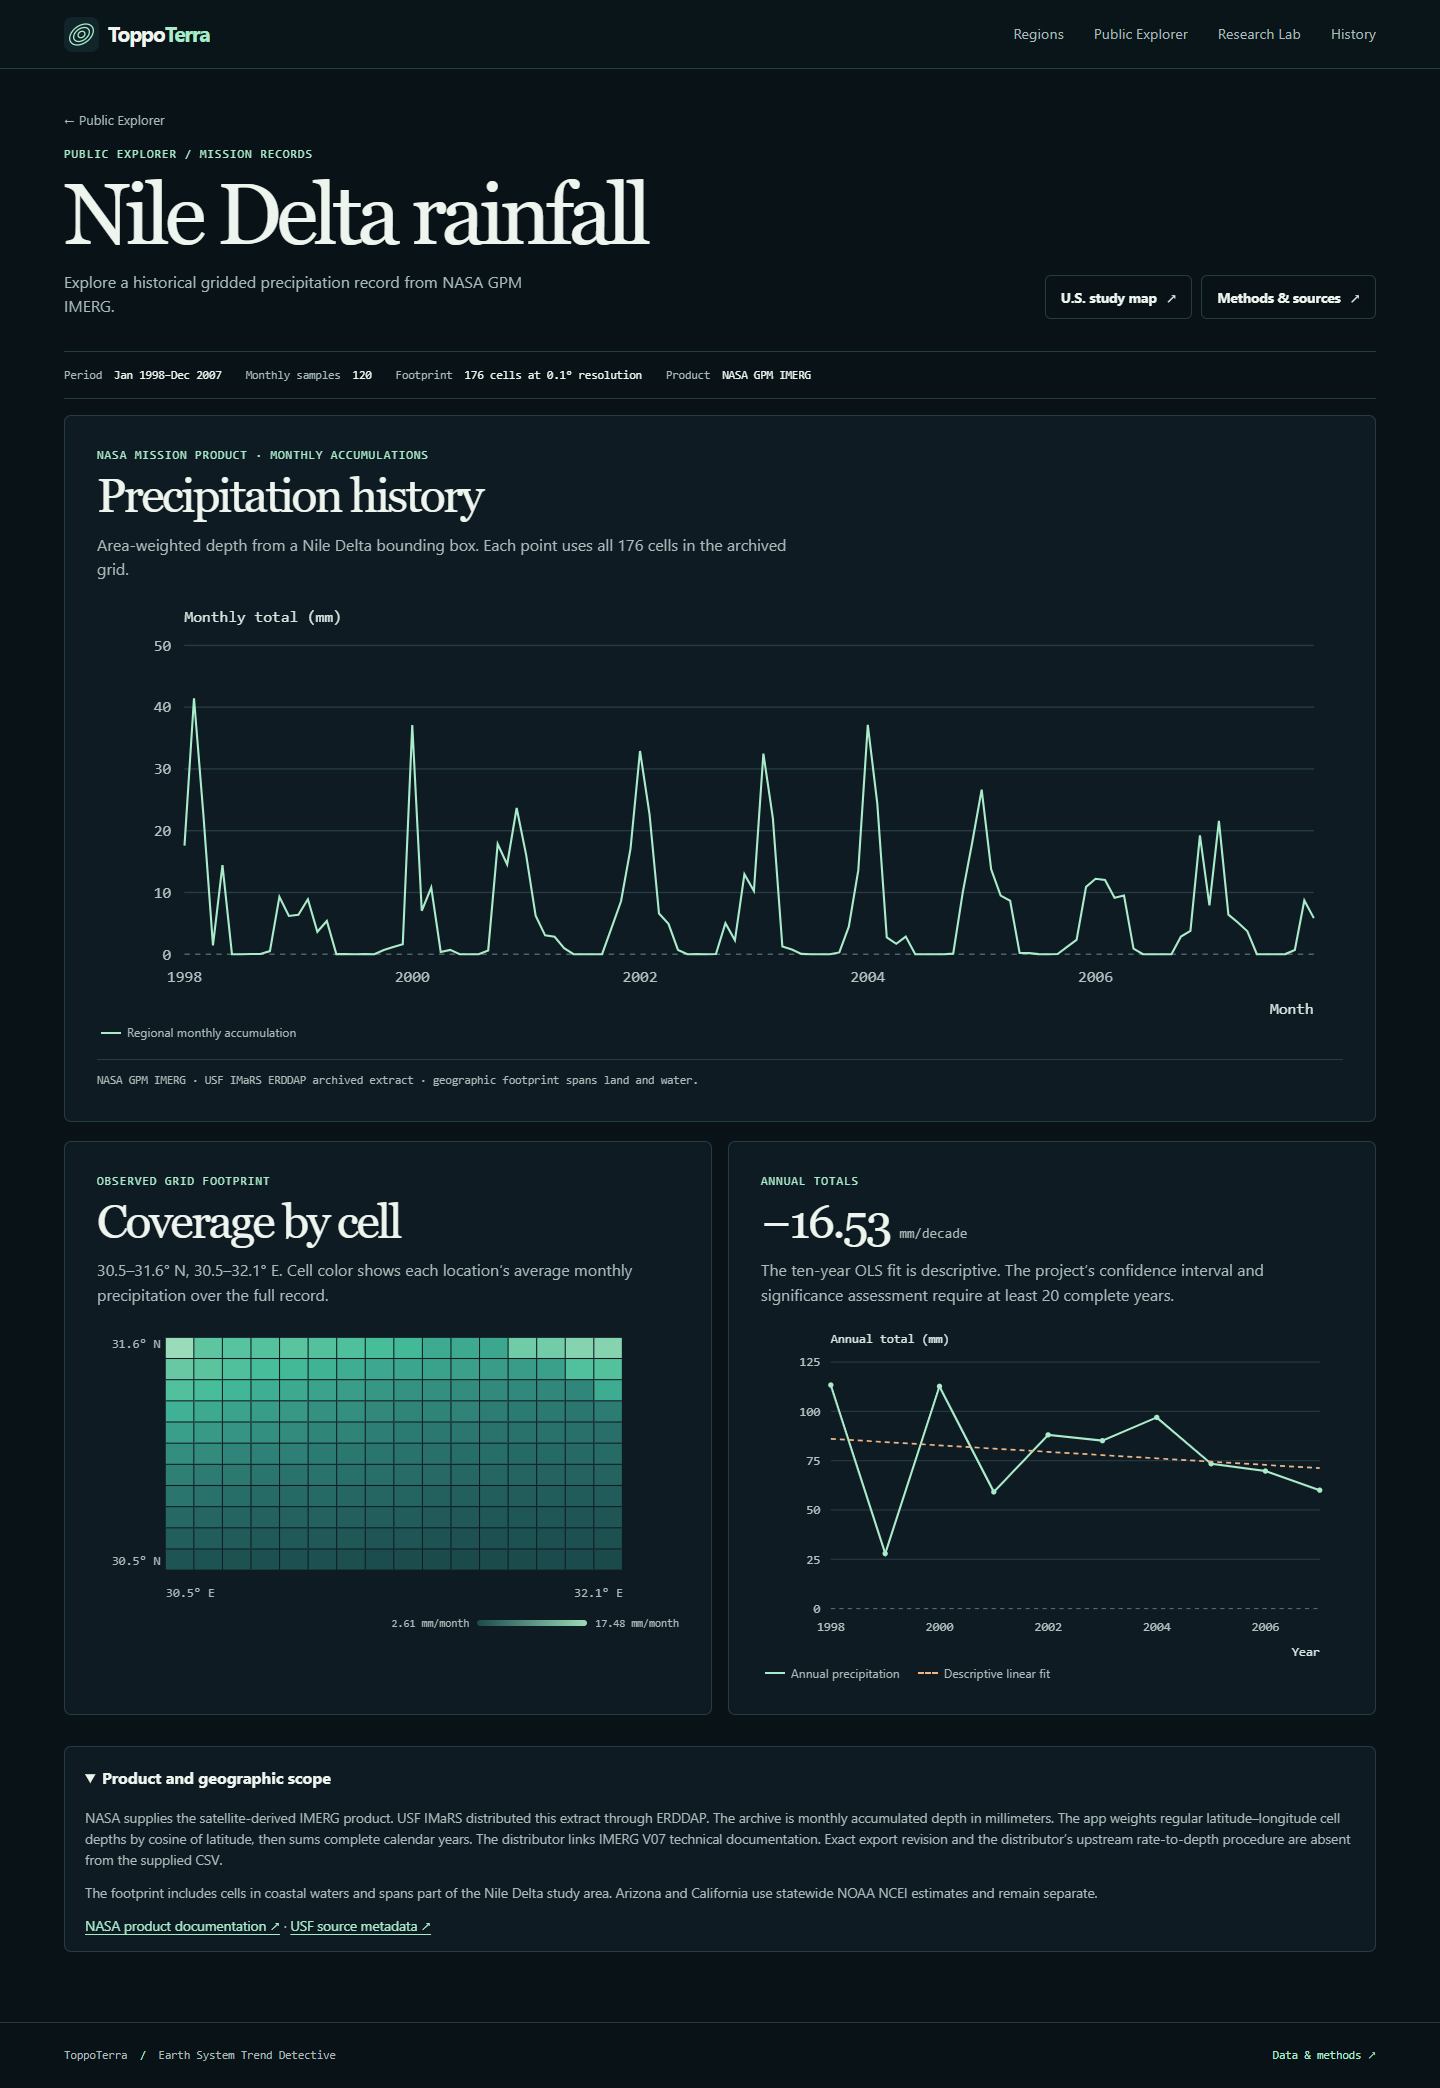 ToppoTerra
Regions Public Explorer Research Lab History
← Public Explorer
PUBLIC EXPLORER / MISSION RECORDS
Nile Delta rainfall
Explore a historical gridded precipitation record from NASA GPM
IMERG.
U.S. study map ↗ Methods & sources ↗
Period Jan 1998–Dec 2007 Monthly samples 120 Footprint 176 cells at 0.1° resolution Product NASA GPM IMERG
NASA MISSION PRODUCT · MONTHLY ACCUMULATIONS
Precipitation history
Area-weighted depth from a Nile Delta bounding box. Each point uses all 176 cells in the archived
grid.
Monthly total (mm)
50
40
30
20
10
0
1998 2000 2002 2004 2006
Month
Regional monthly accumulation
NASA GPM IMERG · USF IMaRS ERDDAP archived extract · geographic footprint spans land and water.
OBSERVED GRID FOOTPRINT
Coverage by cell
30.5–31.6° N, 30.5–32.1° E. Cell color shows each location’s average monthly
precipitation over the full record.
31.6° N
30.5° N
30.5° E 32.1° E
2.61 mm/month 17.48 mm/month
ANNUAL TOTALS
−16.53 mm/decade
The ten-year OLS fit is descriptive. The project’s confidence interval and
significance assessment require at least 20 complete years.
Annual total (mm)
125
100
75
50
25
0
1998 2000 2002 2004 2006
Year
Annual precipitation Descriptive linear fit
▼ Product and geographic scope
NASA supplies the satellite-derived IMERG product. USF IMaRS distributed this extract through ERDDAP. The archive is monthly accumulated depth in millimeters. The app weights regular latitude–longitude cell
depths by cosine of latitude, then sums complete calendar years. The distributor links IMERG V07 technical documentation. Exact export revision and the distributor’s upstream rate-to-depth procedure are absent
from the supplied CSV.
The footprint includes cells in coastal waters and spans part of the Nile Delta study area. Arizona and California use statewide NOAA NCEI estimates and remain separate.
NASA product documentation ↗ · USF source metadata ↗
ToppoTerra / Earth System Trend Detective
Data & methods ↗